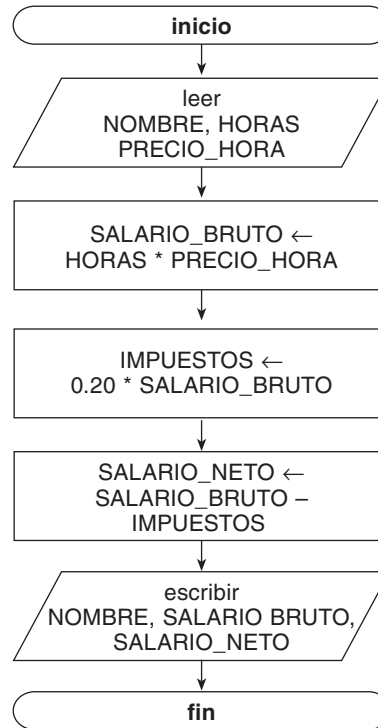 inicio
leer
NOMBRE, HORAS
PRECIO_HORA
SALARIO_BRUTO ←
HORAS * PRECIO_HORA
IMPUESTOS ←
0.20 * SALARIO_BRUTO
SALARIO_NETO ←
SALARIO_BRUTO –
IMPUESTOS
escribir
NOMBRE, SALARIO BRUTO,
SALARIO_NETO
fin